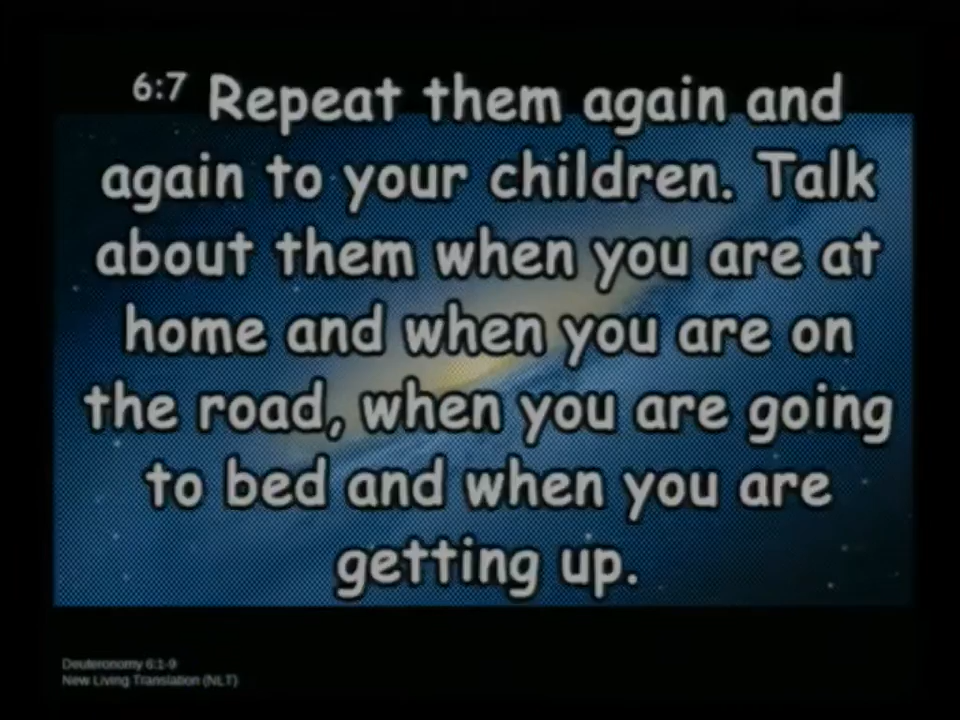 6:7 Repeat them again and
again to your children. Talk
about them when you are at
home and when you are on
the road, when you are going
to bed and when you are
getting up.
Deuteronomy 6:1-9
New Living Translation (NLT)